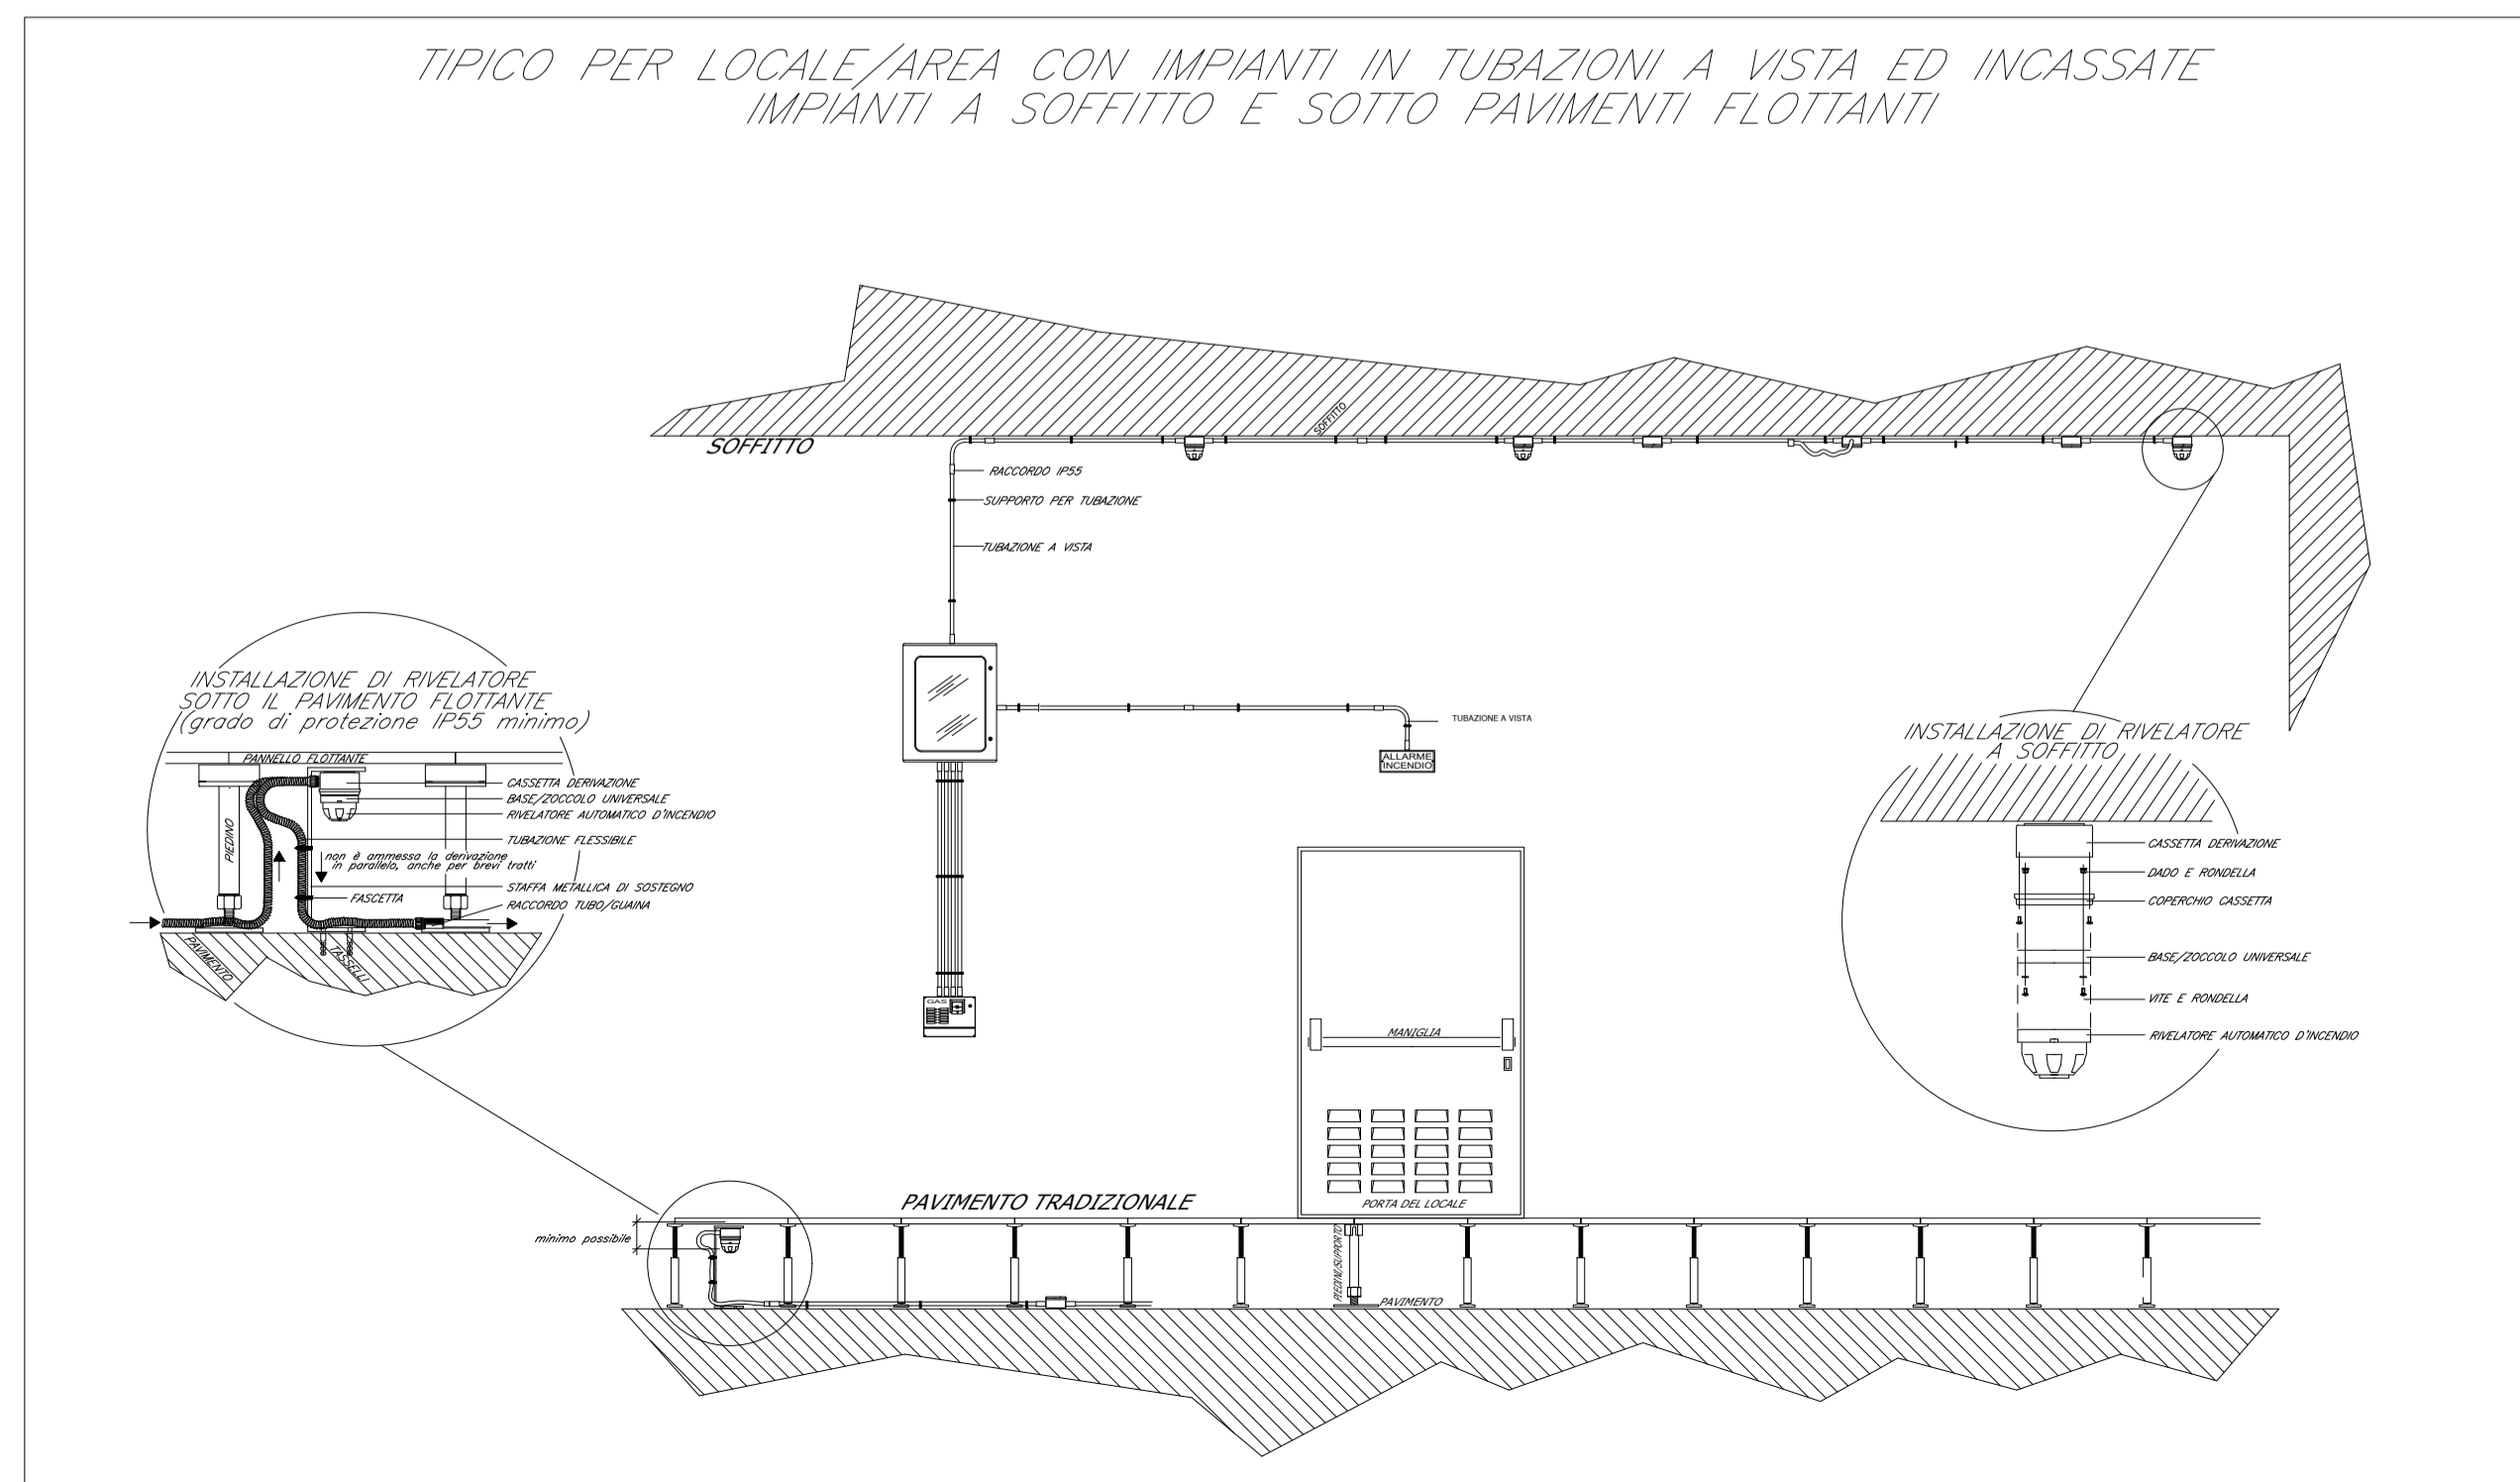 TIPICO PER LOCALE/AREA CON IMPIANTI IN TUBAZIONI A VISTA ED INCASSATE
IMPIANTI A SOFFITTO E SOTTO PAVIMENTI FLOTTANTI
SOFFITTO
SOFFITTO
RACCORDO IP55
SUPPORTO PER TUBAZIONE
TUBAZIONE A VISTA
INSTALLAZIONE DI RIVELATORE
SOTTO IL PAVIMENTO FLOTTANTE
(grado di protezione IP55 minimo)
PANNELLO FLOTTANTE
CASSETTA DERIVAZIONE
BASE/ZOCCOLO UNIVERSALE
RIVELATORE AUTOMATICO D'INCENDIO
PIEDINO
TUBAZIONE FLESSIBILE
non è ammessa la derivazione
in parallelo, anche per brevi tratti
STAFFA METALLICA DI SOSTEGNO
FASCETTA
RACCORDO TUBO/GUAINA
PAVIMENTO
TASSELLI
TUBAZIONE A VISTA
ALLARME
INCENDIO
GAS
INSTALLAZIONE DI RIVELATORE
A SOFFITTO
CASSETTA DERIVAZIONE
DADO E RONDELLA
COPERCHIO CASSETTA
BASE/ZOCCOLO UNIVERSALE
VITE E RONDELLA
RIVELATORE AUTOMATICO D'INCENDIO
MANIGLIA
PORTA DEL LOCALE
PAVIMENTO TRADIZIONALE
minimo possibile
PIEDINI/SUPPORTO
PAVIMENTO